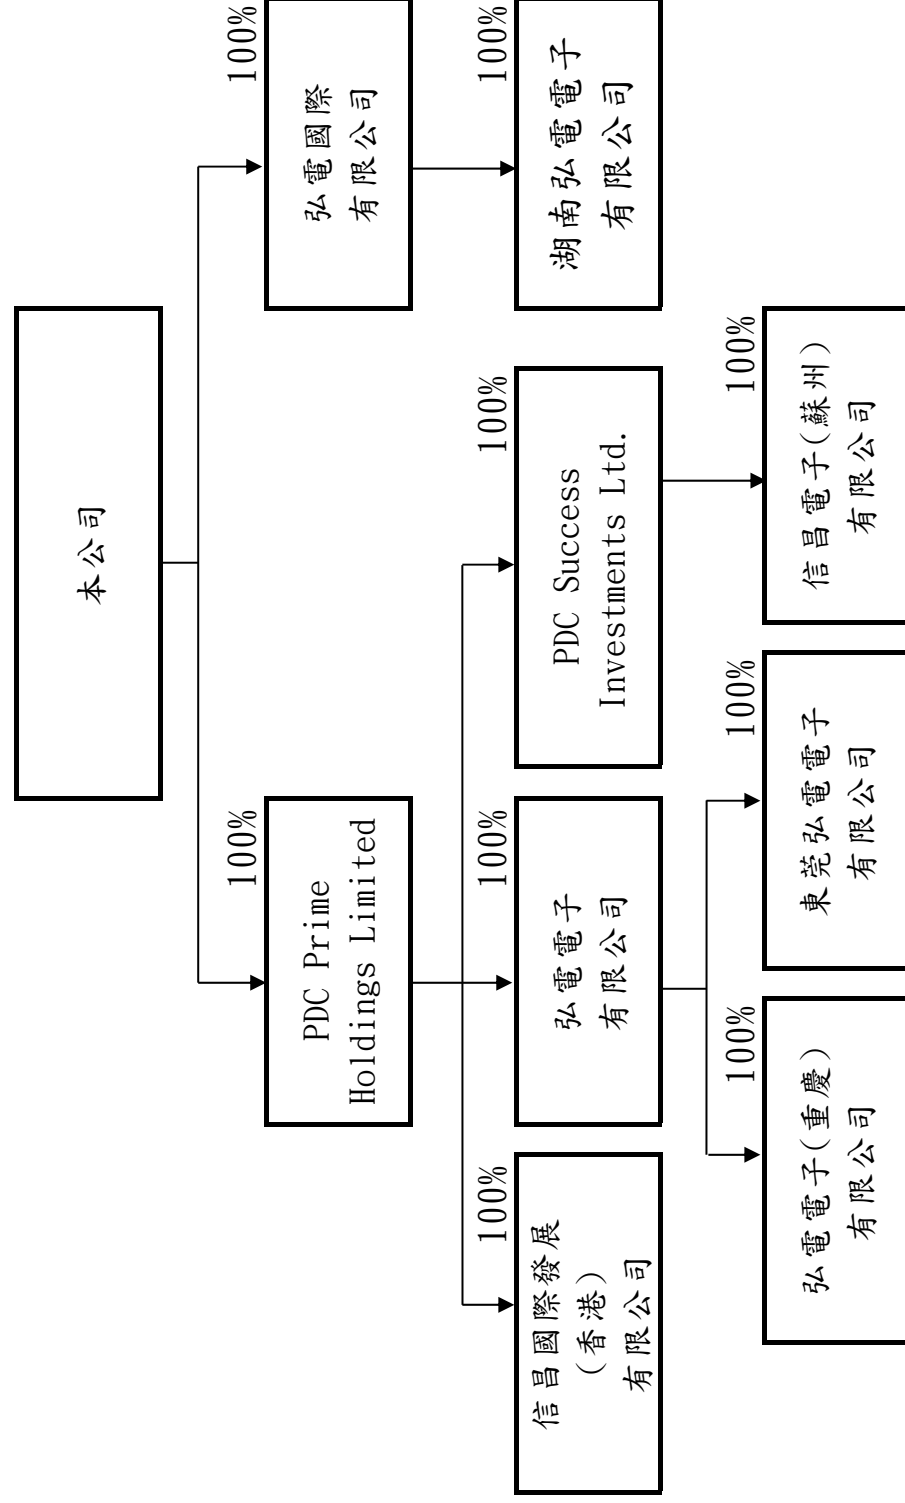 本公司
100%
PDC Prime
Holdings Limited
100%
弘電國際
有限公司
100%
信昌國際發展
(香港)
有限公司
100%
弘電電子
有限公司
100%
PDC Success
Investments Ltd.
100%
湖南弘電電子
有限公司
100%
弘電電子(重慶)
有限公司
100%
東莞弘電電子
有限公司
100%
信昌電子(蘇州)
有限公司